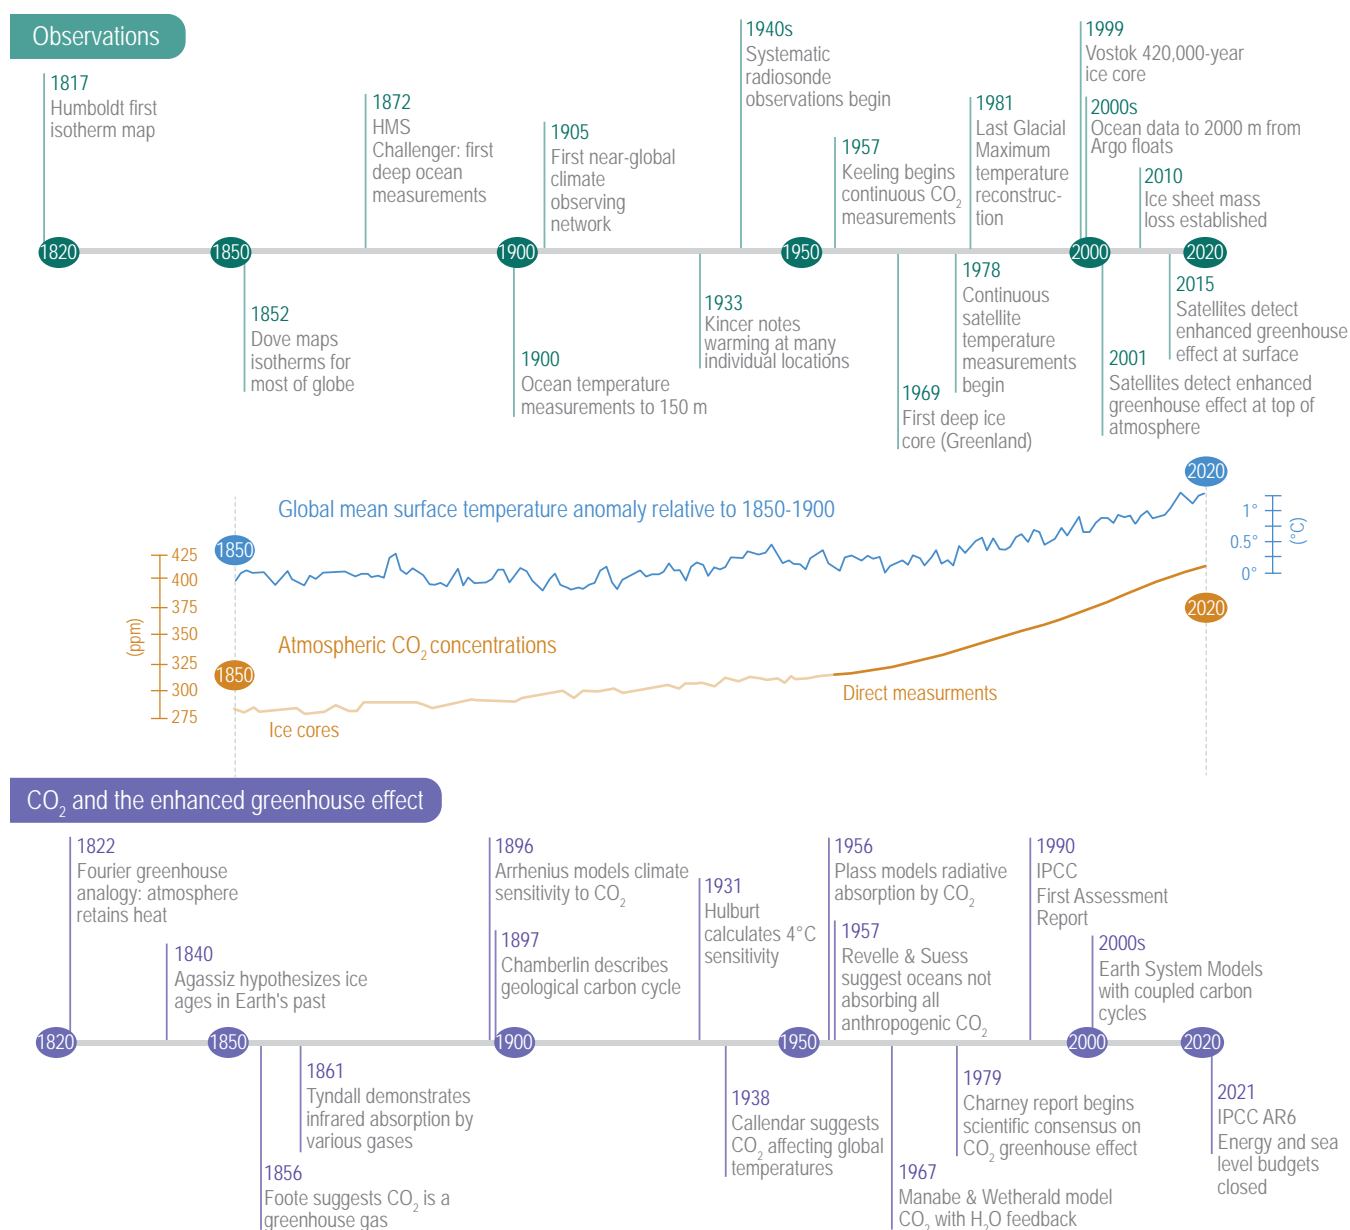 Observations
1817
Humboldt first
isotherm map
1872
HMS
Challenger: first
deep ocean
measurements
1905
First near-global
climate
observing
network
1940s
Systematic
radiosonde
observations begin
1957
Keeling begins
continuous CO₂
measurements
1981
Last Glacial
Maximum
temperature
reconstruc-
tion
1999
Vostok 420,000-year
ice core
2000s
Ocean data to 2000 m from
Argo floats
2010
Ice sheet mass
loss established
1820
1850
1900
1950
2000
2020
1852
Dove maps
isotherms for
most of globe
1900
Ocean temperature
measurements to 150 m
1933
Kincer notes
warming at many
individual locations
1969
First deep ice
core (Greenland)
1978
Continuous
satellite
temperature
measurements
begin
2001
Satellites detect enhanced
greenhouse effect at top of
atmosphere
2015
Satellites detect
enhanced greenhouse
effect at surface
Global mean surface temperature anomaly relative to 1850-1900
1850
2020
1°
0.5°
0°
(°C)
425
400
375
350
325
300
275
(ppm)
Atmospheric CO₂ concentrations
1850
2020
Ice cores
Direct measurments
CO₂ and the enhanced greenhouse effect
1822
Fourier greenhouse
analogy: atmosphere
retains heat
1840
Agassiz hypothesizes ice
ages in Earth's past
1896
Arrhenius models climate
sensitivity to CO₂
1897
Chamberlin describes
geological carbon cycle
1931
Hulburt
calculates 4°C
sensitivity
1956
Plass models radiative
absorption by CO₂
1957
Revelle & Suess
suggest oceans not
absorbing all
anthropogenic CO₂
1990
IPCC
First Assessment
Report
2000s
Earth System Models
with coupled carbon
cycles
1820
1850
1900
1950
2000
2020
1856
Foote suggests CO₂ is a
greenhouse gas
1861
Tyndall demonstrates
infrared absorption by
various gases
1938
Callendar suggests
CO₂ affecting global
temperatures
1967
Manabe & Wetherald model
CO₂ with H₂O feedback
1979
Charney report begins
scientific consensus on
CO₂ greenhouse effect
2021
IPCC AR6
Energy and sea
level budgets
closed